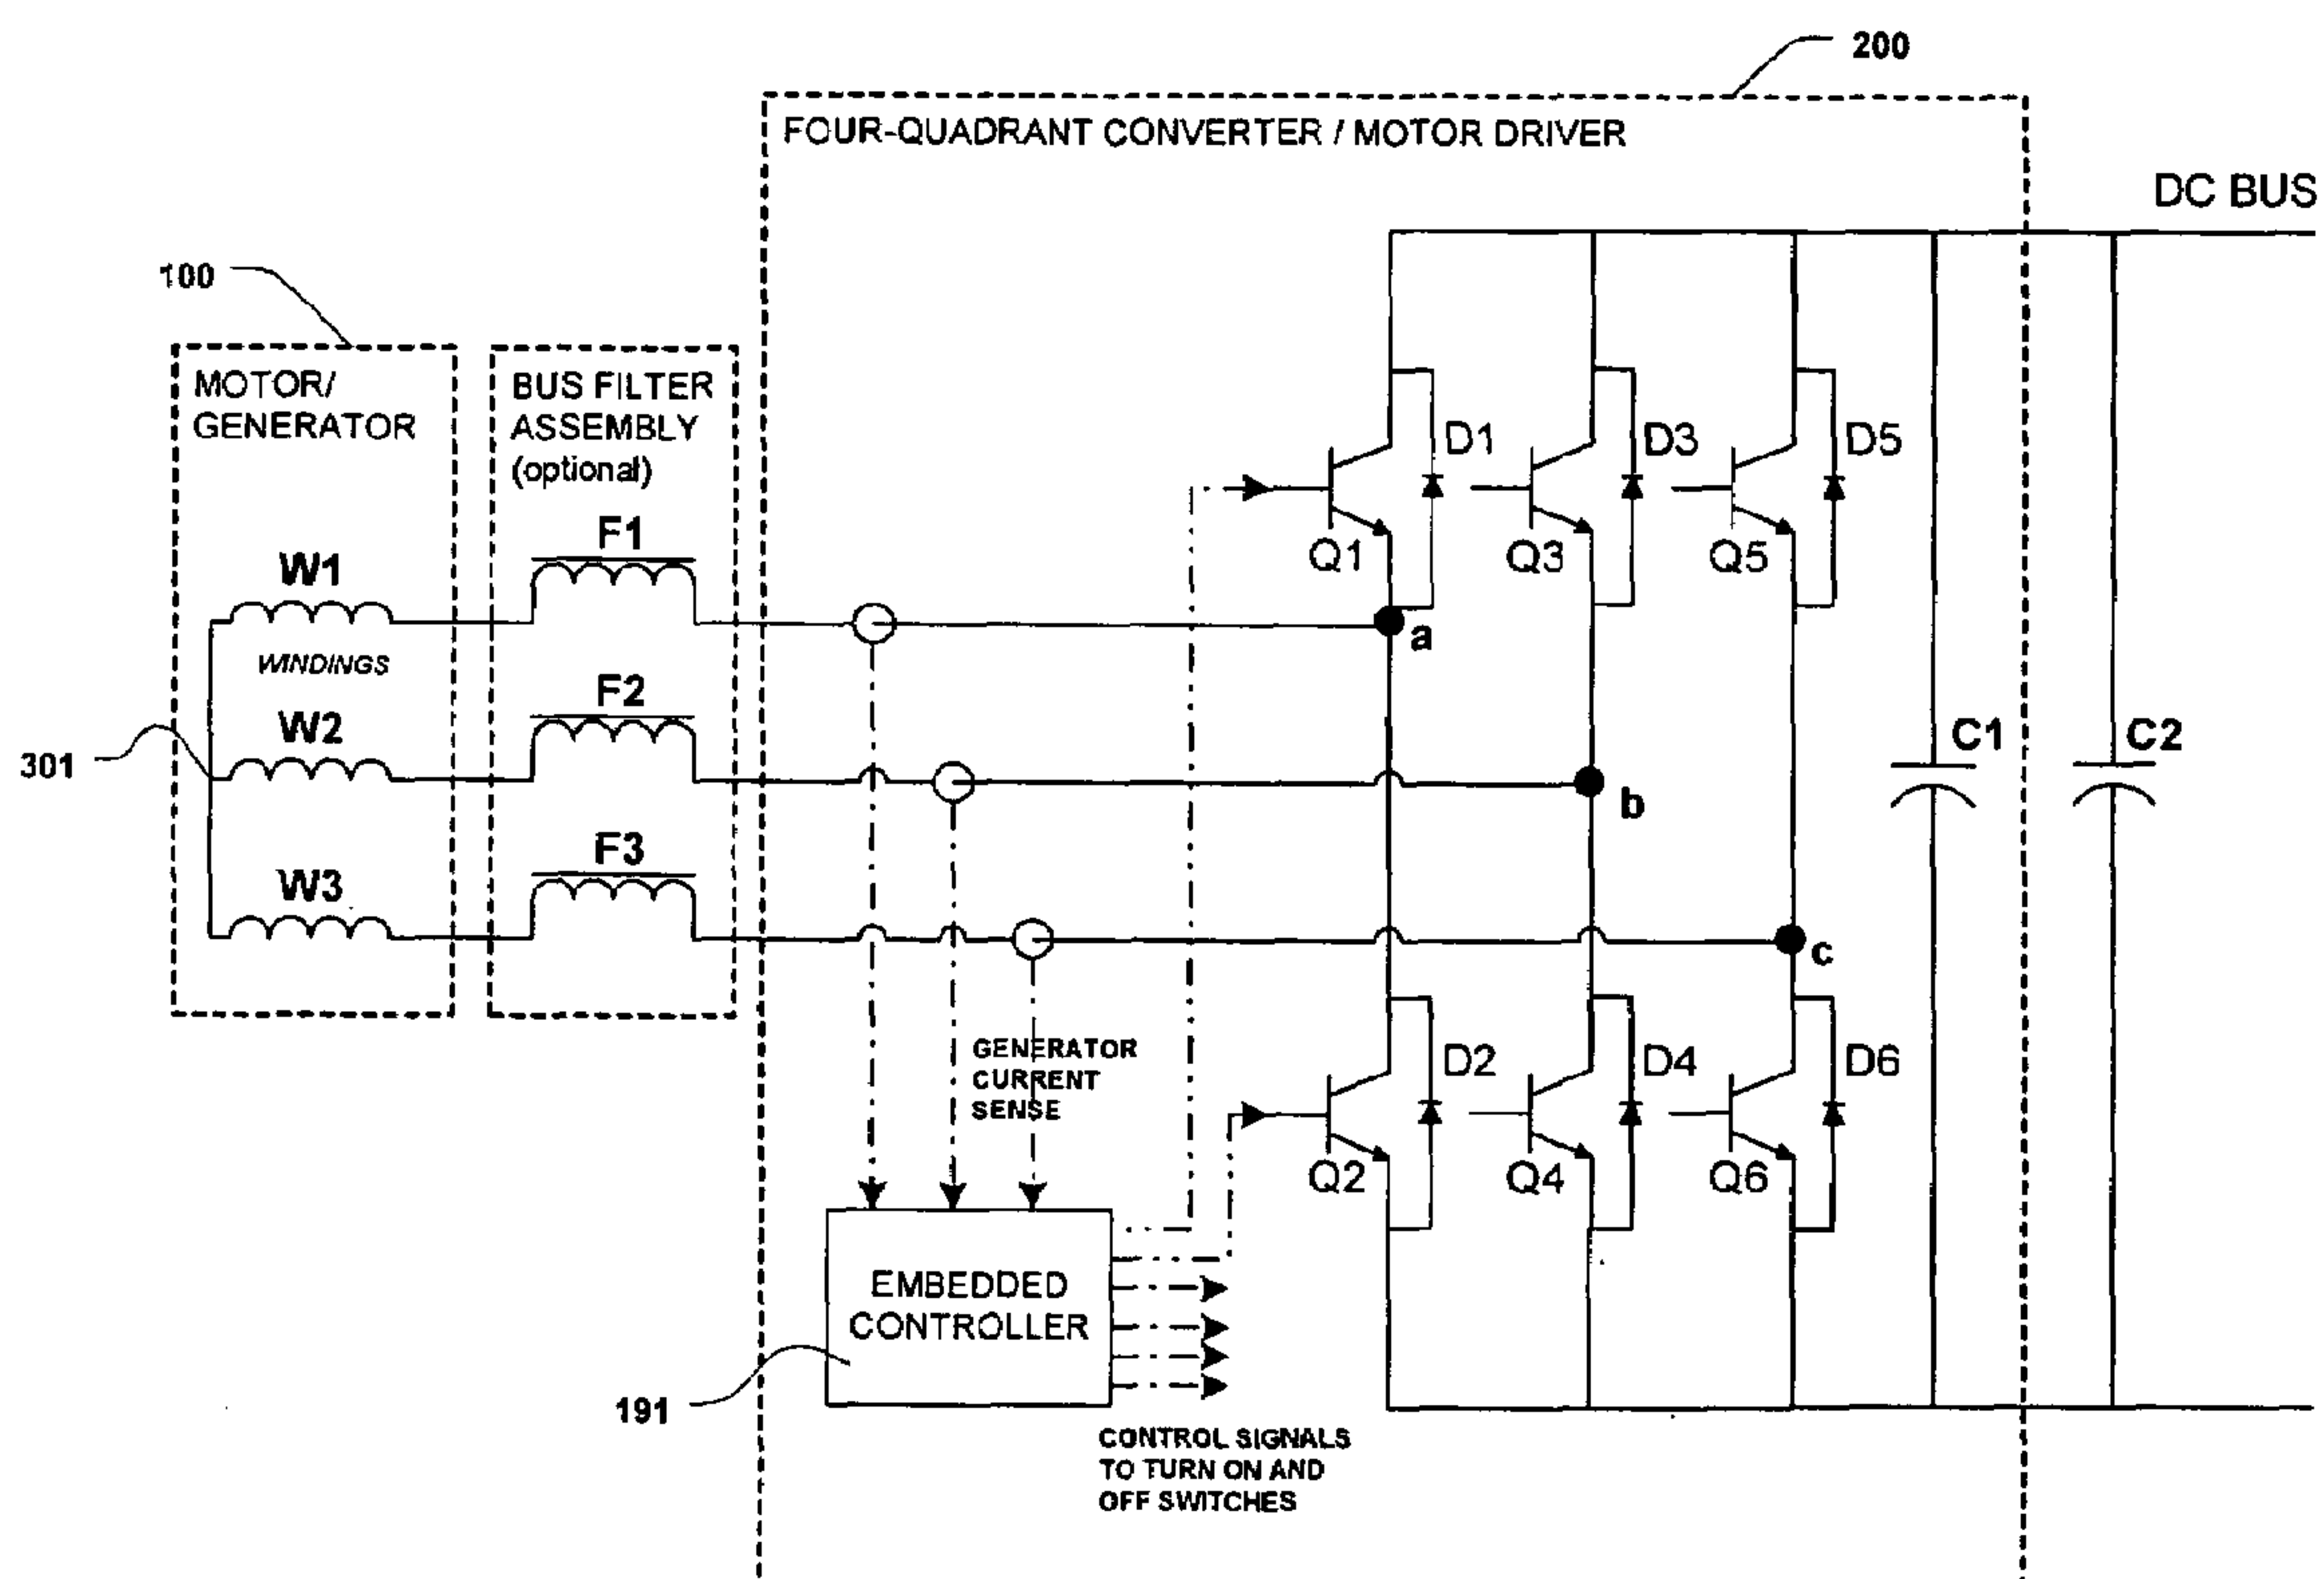 200
FOUR-QUADRANT CONVERTER / MOTOR DRIVER
DC BUS
100
MOTOR/
GENERATOR
BUS FILTER
ASSEMBLY
(optional)
D1
D3
D5
F1
Q1
Q3
Q5
W1
WINDINGS
a
F2
W2
301
C1
C2
b
F3
W3
c
GENERATOR
CURRENT
SENSE
D2
D4
D6
Q2
Q4
Q6
EMBEDDED
CONTROLLER
191
CONTROL SIGNALS
TO TURN ON AND
OFF SWITCHES